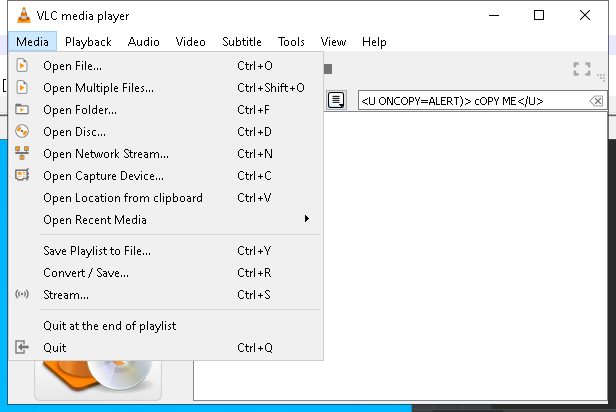 VLC media player
Media Playback Audio Video Subtitle Tools View Help
Open File... Ctrl+O
Open Multiple Files... Ctrl+Shift+O
<U ONCOPY=ALERT)> cOPY ME</U>
Open Folder... Ctrl+F
Open Disc... Ctrl+D
Open Network Stream... Ctrl+N
Open Capture Device... Ctrl+C
Open Location from clipboard Ctrl+V
Open Recent Media
Save Playlist to File... Ctrl+Y
Convert / Save... Ctrl+R
Stream... Ctrl+S
Quit at the end of playlist
Quit Ctrl+Q